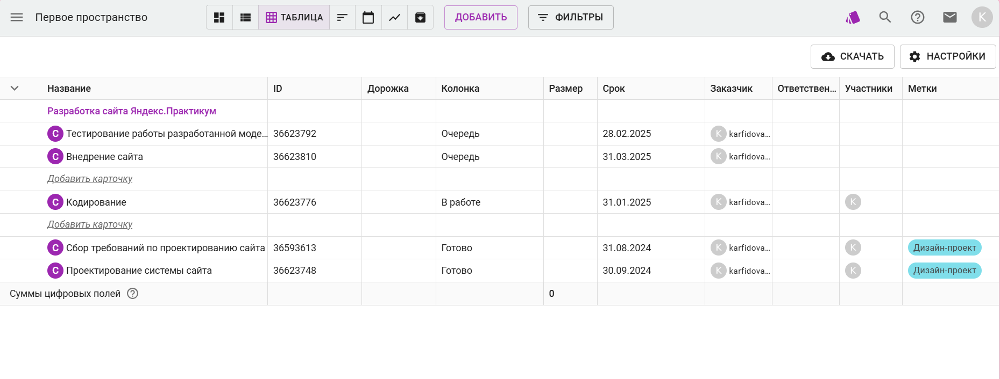 Первое пространство ТАБЛИЦА ДОБАВИТЬ ФИЛЬТРЫ K
СКАЧАТЬ НАСТРОЙКИ
Название ID Дорожка Колонка Размер Срок Заказчик Ответствен... Участники Метки
Разработка сайта Яндекс.Практикум
C Тестирование работы разработанной моде... 36623792 Очередь 28.02.2025 K karfidova...
C Внедрение сайта 36623810 Очередь 31.03.2025 K karfidova...
Добавить карточку
C Кодирование 36623776 В работе 31.01.2025 K karfidova... K
Добавить карточку
C Сбор требований по проектированию сайта 36593613 Готово 31.08.2024 K karfidova... K Дизайн-проект
C Проектирование системы сайта 36623748 Готово 30.09.2024 K karfidova... K Дизайн-проект
Суммы цифровых полей ? 0